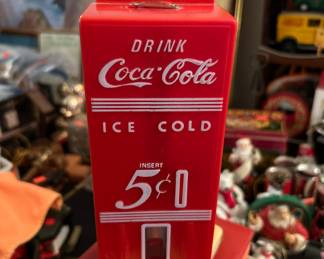 DRINK
Coca-Cola
ICE COLD
INSERT
5¢